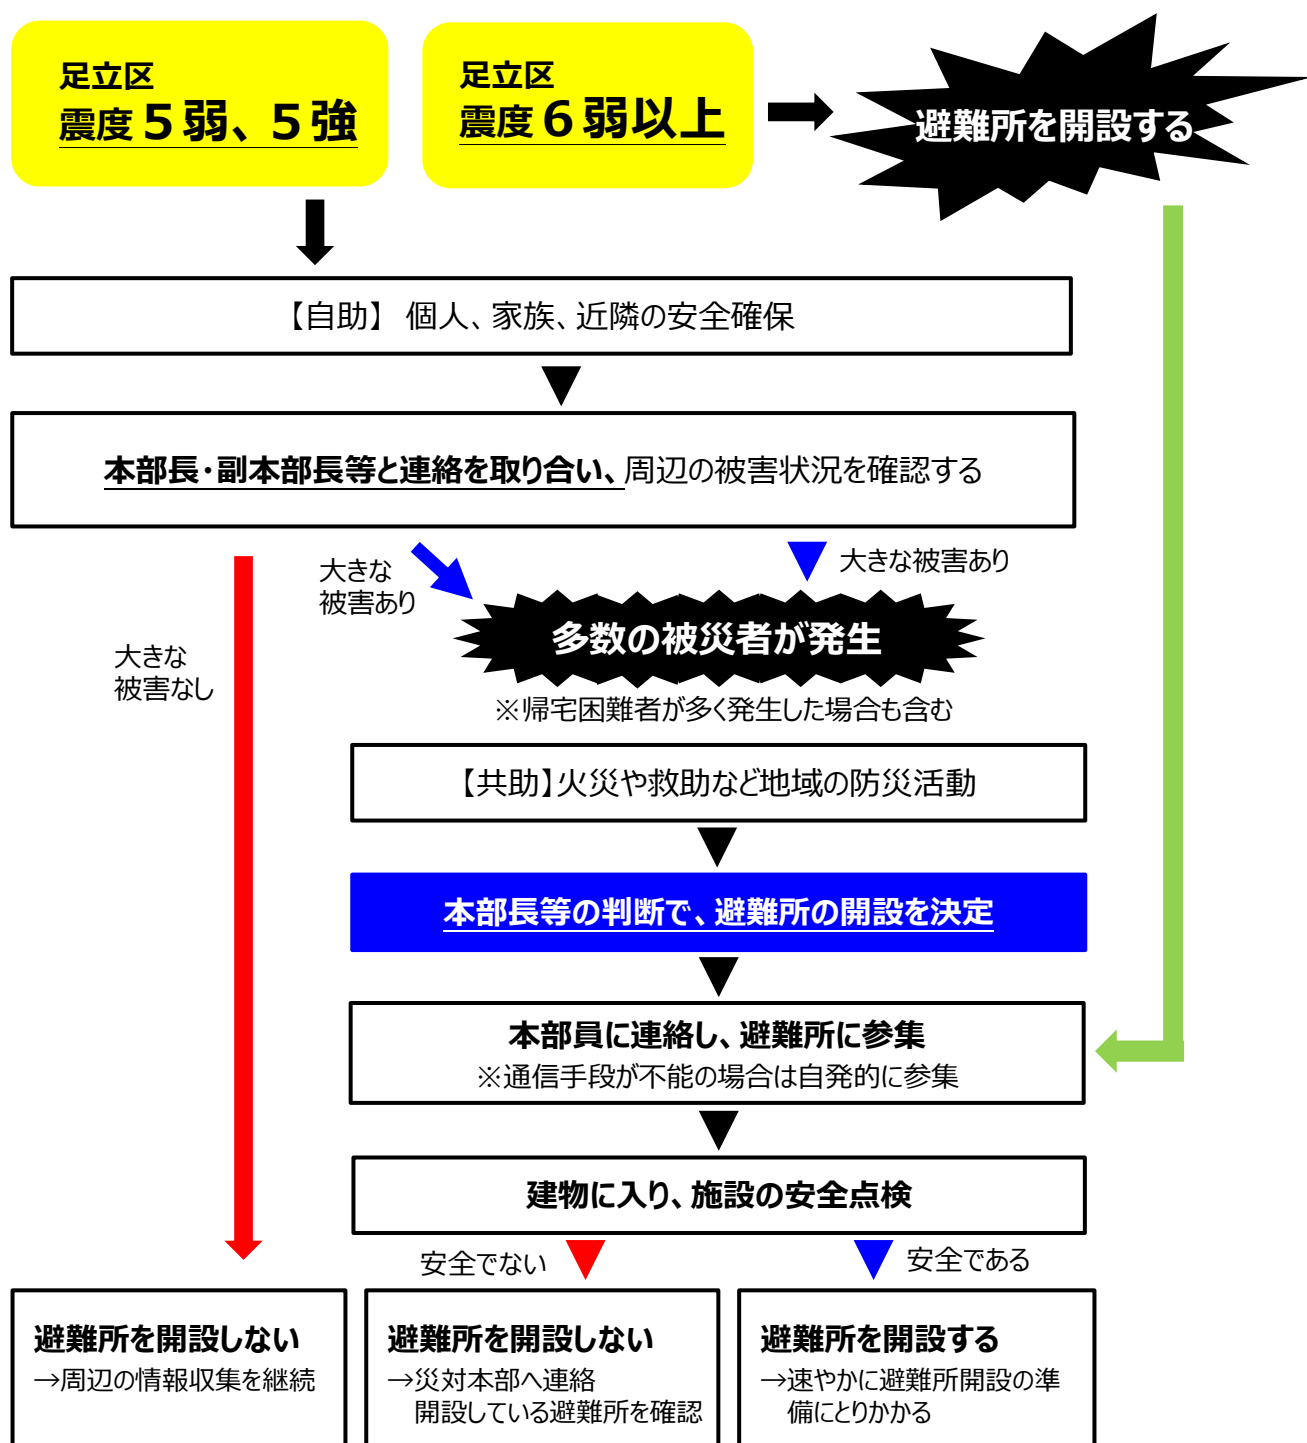 足立区
震度５弱、５強
足立区
震度６弱以上
避難所を開設する
【自助】 個人、家族、近隣の安全確保
本部長・副本部長等と連絡を取り合い、周辺の被害状況を確認する
大きな
被害あり
大きな被害あり
大きな
被害なし
多数の被災者が発生
※帰宅困難者が多く発生した場合も含む
【共助】火災や救助など地域の防災活動
本部長等の判断で、避難所の開設を決定
本部員に連絡し、避難所に参集
※通信手段が不能の場合は自発的に参集
建物に入り、施設の安全点検
安全でない
安全である
避難所を開設しない
→周辺の情報収集を継続
避難所を開設しない
→災対本部へ連絡
開設している避難所を確認
避難所を開設する
→速やかに避難所開設の準
備にとりかかる